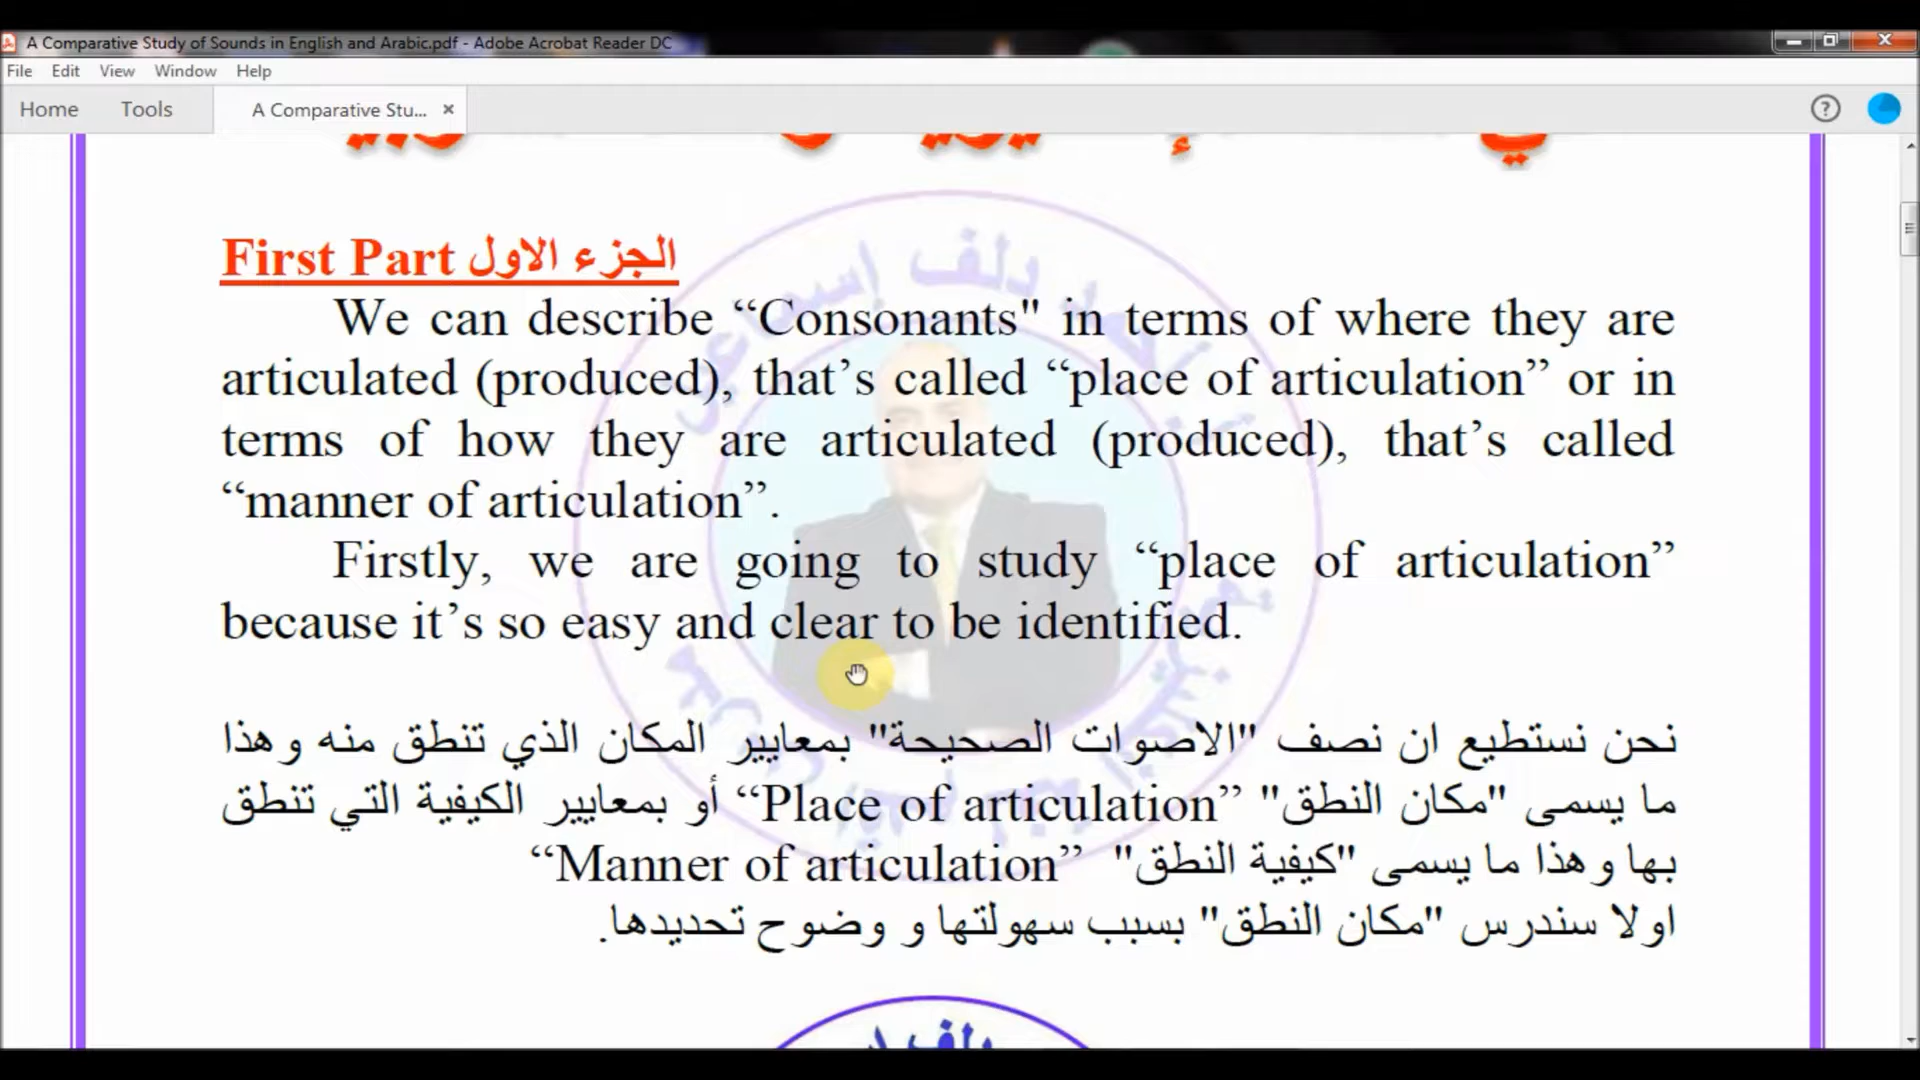 A Comparative Study of Sounds in English and Arabic.pdf - Adobe Acrobat Reader DC
File Edit View Window Help
Home Tools A Comparative Stu... ×
First Part الجزء الاول
We can describe “Consonants" in terms of where they are
articulated (produced), that’s called “place of articulation” or in
terms of how they are articulated (produced), that’s called
“manner of articulation”.
Firstly, we are going to study “place of articulation”
because it’s so easy and clear to be identified.
نحن نستطيع ان نصف "الاصوات الصحيحة" بمعايير المكان الذي تنطق منه وهذا
ما يسمى "مكان النطق" “Place of articulation” أو بمعايير الكيفية التي تنطق
بها وهذا ما يسمى "كيفية النطق" “Manner of articulation”
اولا سندرس "مكان النطق" بسبب سهولتها و وضوح تحديدها.
دلف